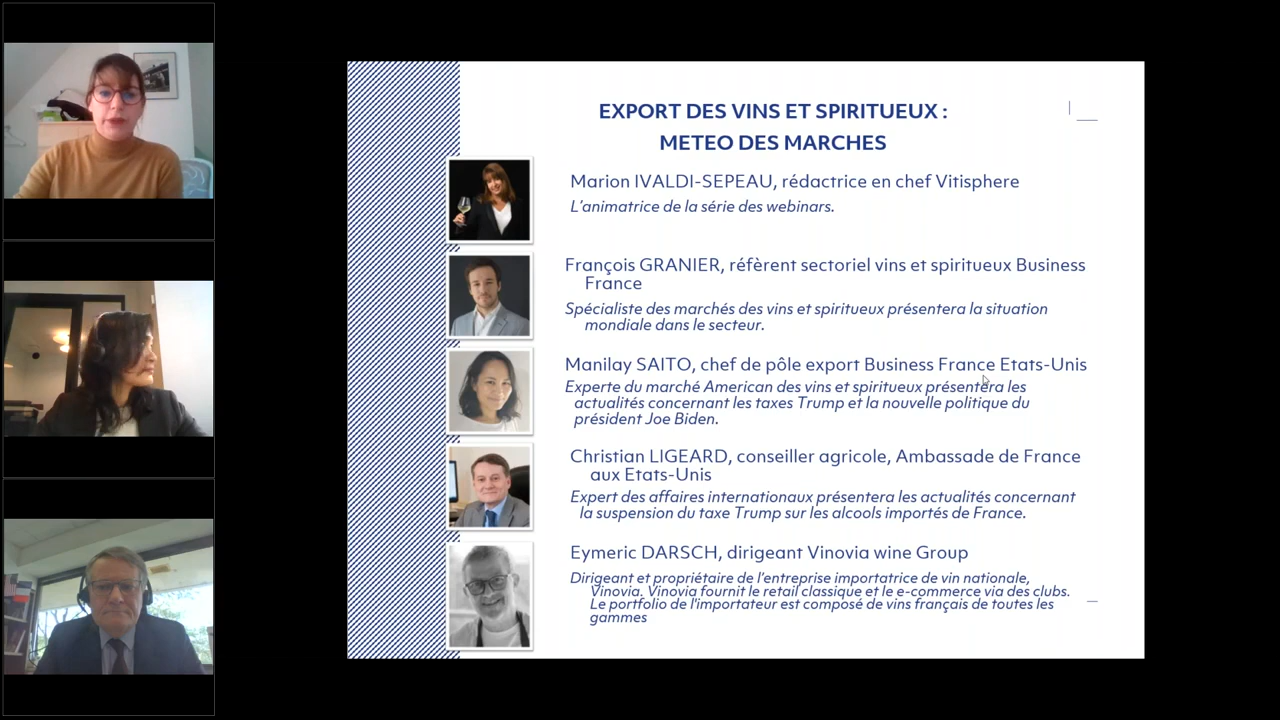 EXPORT DES VINS ET SPIRITUEUX :
METEO DES MARCHES
Marion IVALDI-SEPEAU, rédactrice en chef Vitisphere
L'animatrice de la série des webinars.
François GRANIER, réfèrent sectoriel vins et spiritueux Business
France
Spécialiste des marchés des vins et spiritueux présentera la situation
mondiale dans le secteur.
Manilay SAITO, chef de pôle export Business France Etats-Unis
Experte du marché American des vins et spiritueux présentera les
actualités concernant les taxes Trump et la nouvelle politique du
président Joe Biden.
Christian LIGEARD, conseiller agricole, Ambassade de France
aux Etats-Unis
Expert des affaires internationaux présentera les actualités concernant
la suspension du taxe Trump sur les alcools importés de France.
Eymeric DARSCH, dirigeant Vinovia wine Group
Dirigeant et propriétaire de l'entreprise importatrice de vin nationale,
Vinovia. Vinovia fournit le retail classique et le e-commerce via des clubs.
Le portfolio de l'importateur est composé de vins français de toutes les
gammes